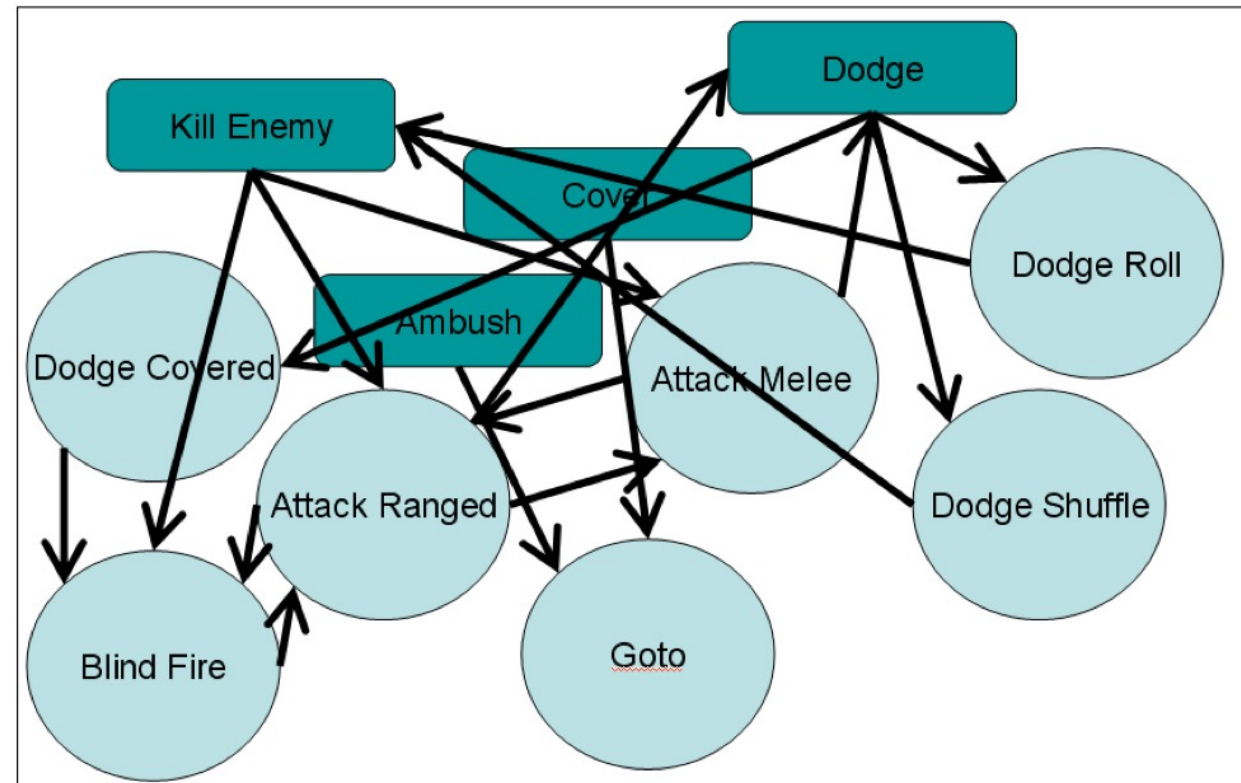 Dodge
Kill Enemy
Cover
Dodge Roll
Ambush
Dodge Covered
Attack Melee
Attack Ranged
Dodge Shuffle
Blind Fire
Goto